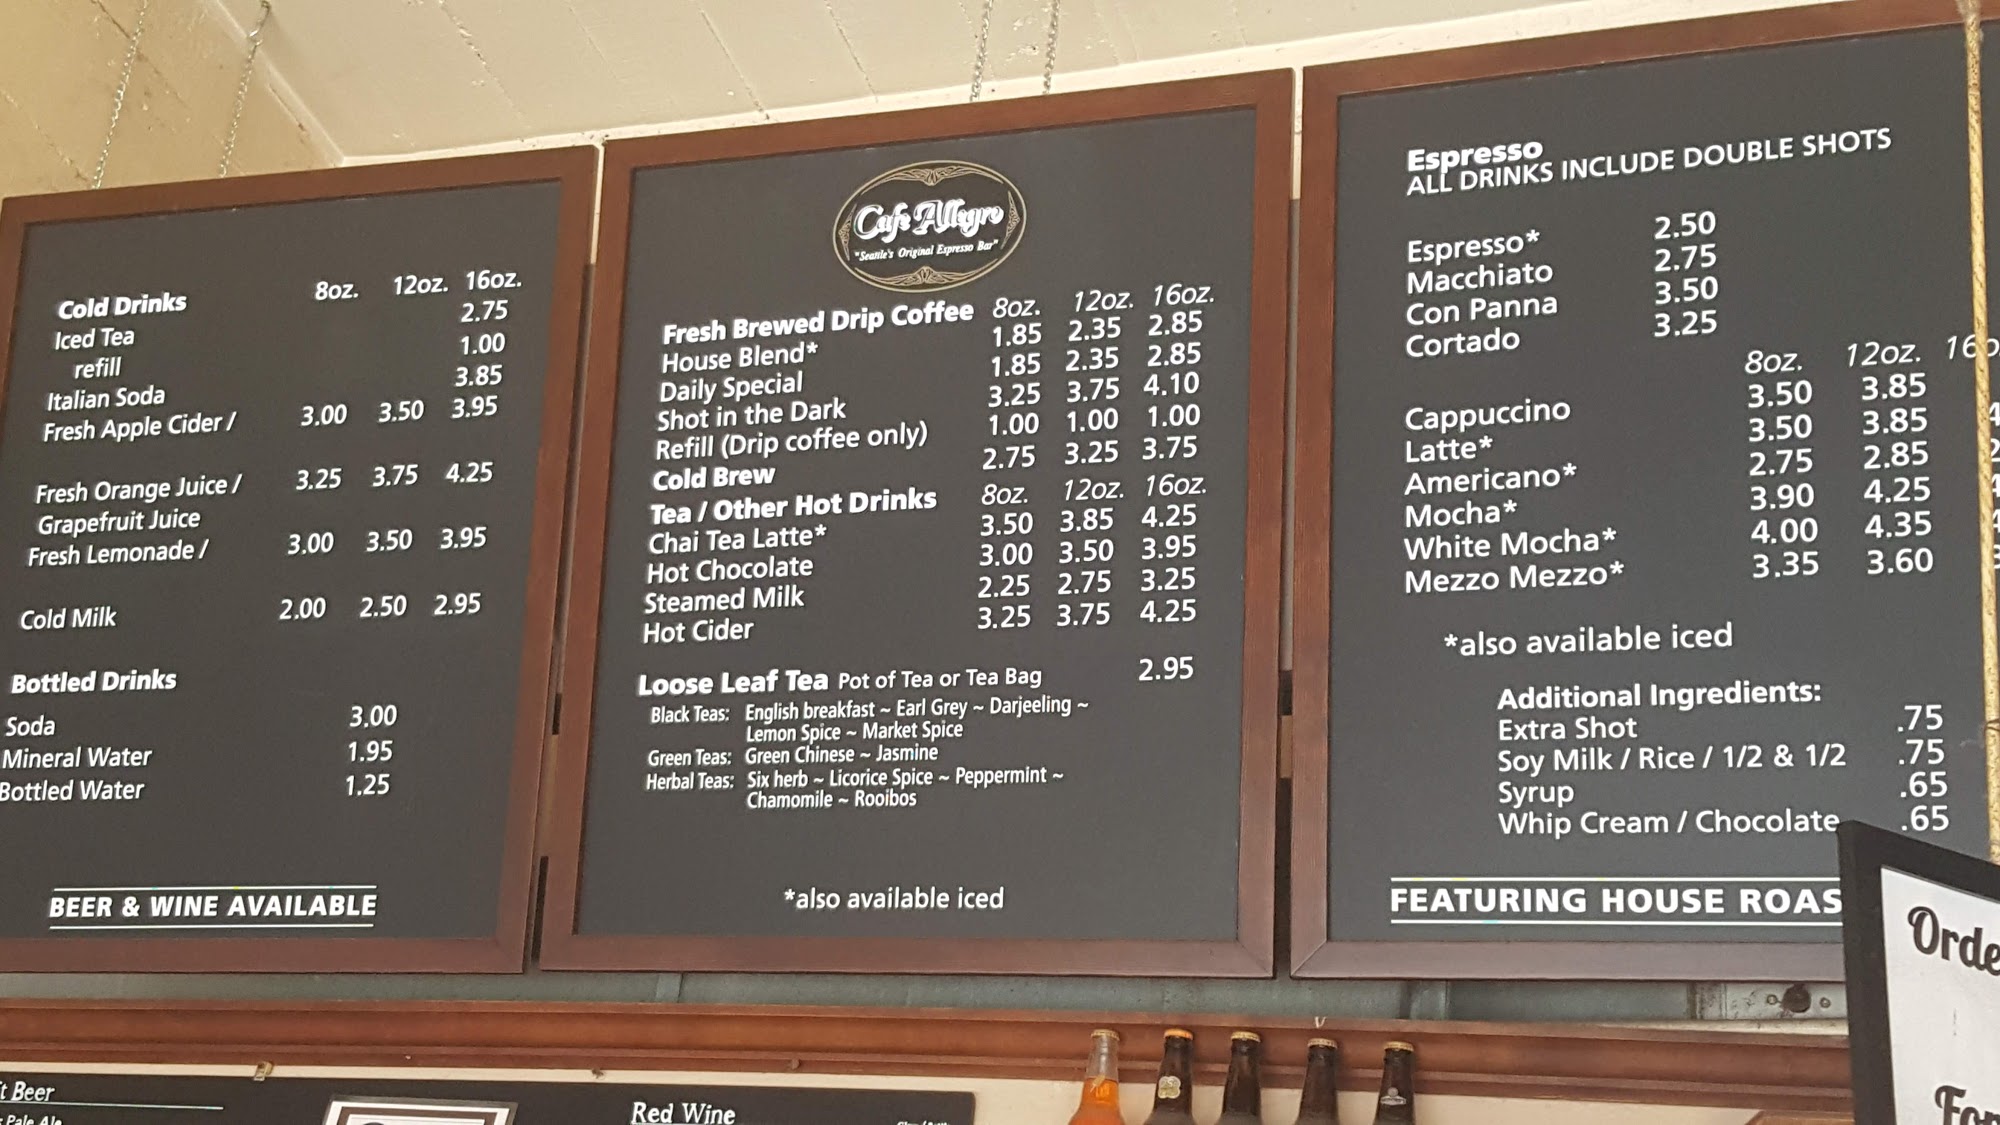 Cold Drinks 8oz. 12oz. 16oz.
Iced Tea 2.75
refill 1.00
Italian Soda 3.85
Fresh Apple Cider / 3.00 3.50 3.95
Fresh Orange Juice / 3.25 3.75 4.25
Grapefruit Juice
Fresh Lemonade / 3.00 3.50 3.95
Cold Milk 2.00 2.50 2.95
Bottled Drinks
Soda 3.00
Mineral Water 1.95
Bottled Water 1.25
BEER & WINE AVAILABLE
Cafe Allegro
"Seattle's Original Espresso Bar"
Fresh Brewed Drip Coffee 8oz. 12oz. 16oz.
House Blend* 1.85 2.35 2.85
Daily Special 1.85 2.35 2.85
Shot in the Dark 3.25 3.75 4.10
Refill (Drip coffee only) 1.00 1.00 1.00
Cold Brew 2.75 3.25 3.75
Tea / Other Hot Drinks 8oz. 12oz. 16oz.
Chai Tea Latte* 3.50 3.85 4.25
Hot Chocolate 3.00 3.50 3.95
Steamed Milk 2.25 2.75 3.25
Hot Cider 3.25 3.75 4.25
Loose Leaf Tea Pot of Tea or Tea Bag 2.95
Black Teas: English breakfast ~ Earl Grey ~ Darjeeling ~
Lemon Spice ~ Market Spice
Green Teas: Green Chinese ~ Jasmine
Herbal Teas: Six herb ~ Licorice Spice ~ Peppermint ~
Chamomile ~ Rooibos
*also available iced
Espresso
ALL DRINKS INCLUDE DOUBLE SHOTS
Espresso* 2.50
Macchiato 2.75
Con Panna 3.50
Cortado 3.25
8oz. 12oz. 16o
Cappuccino 3.50 3.85
Latte* 3.50 3.85
Americano* 2.75 2.85
Mocha* 3.90 4.25
White Mocha* 4.00 4.35
Mezzo Mezzo* 3.35 3.60
*also available iced
Additional Ingredients:
Extra Shot .75
Soy Milk / Rice / 1/2 & 1/2 .75
Syrup .65
Whip Cream / Chocolate .65
FEATURING HOUSE ROAS
Orde
For
t Beer
Pale Ale
Red Wine